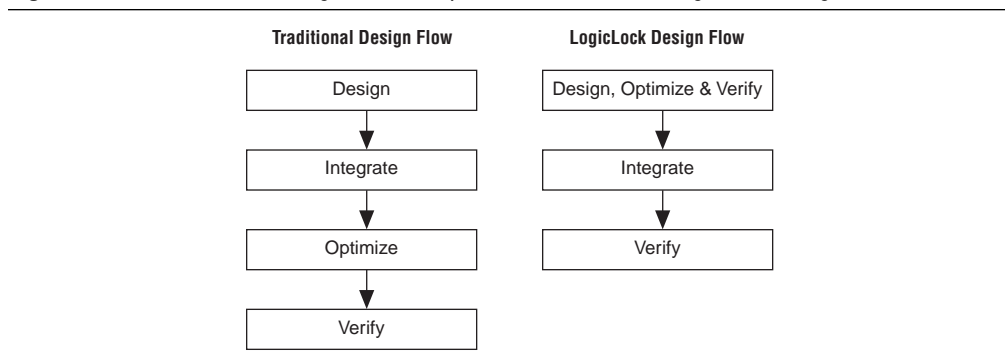 Traditional Design Flow
Design
Integrate
Optimize
Verify
LogicLock Design Flow
Design, Optimize & Verify
Integrate
Verify